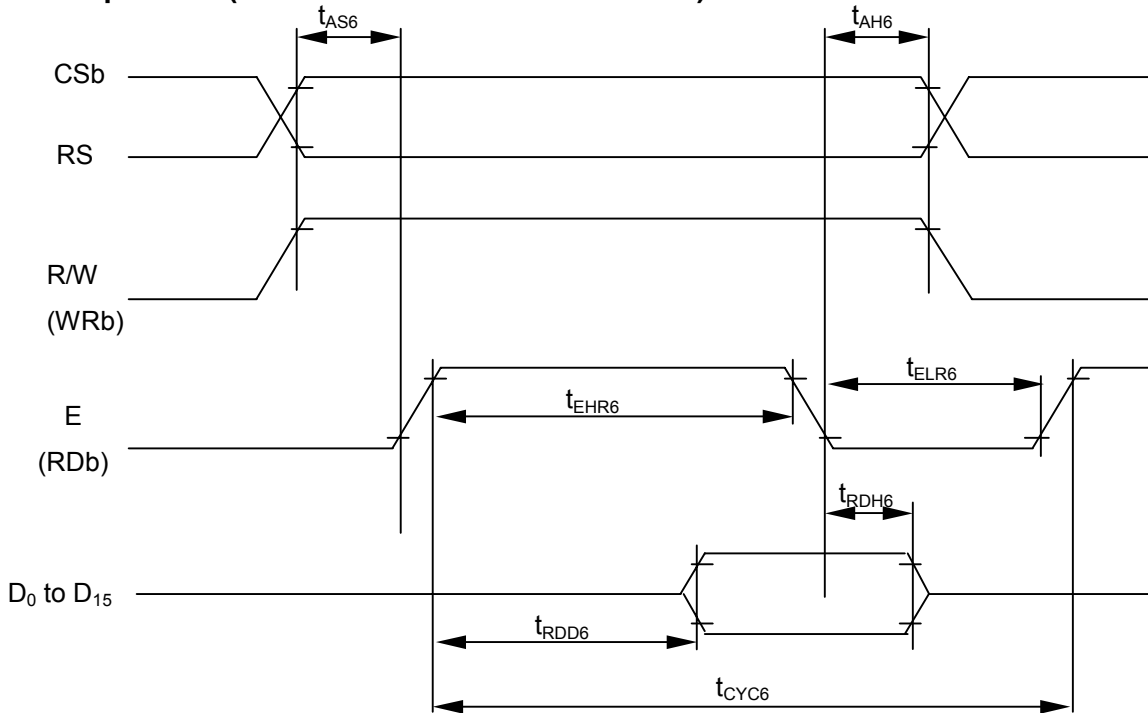 t_AS6 t_AH6
CSb
RS
R/W
(WRb)
t_ELR6
t_EHR6
E
(RDb)
t_RDH6
D_0 to D_15
t_RDD6
t_CYC6